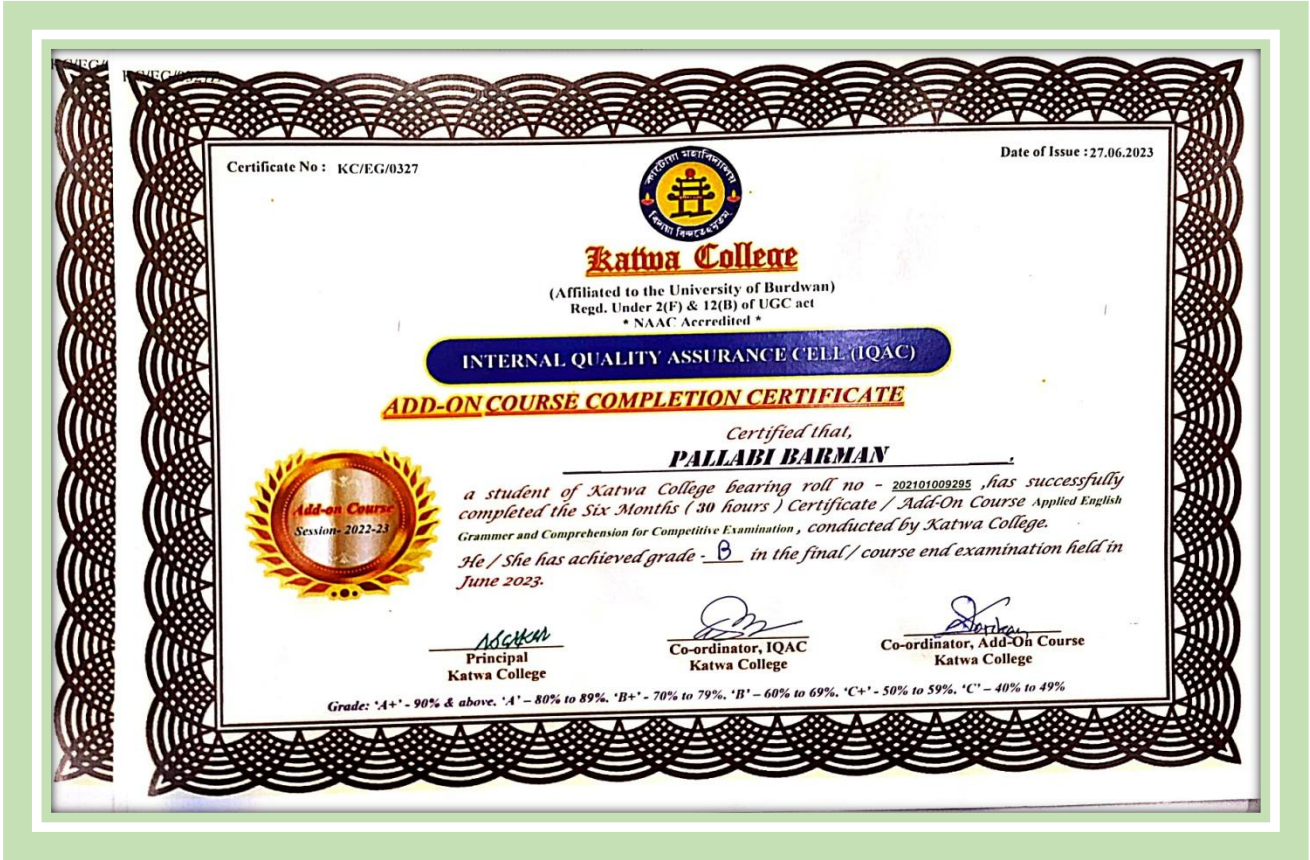 Certificate No : KC/EG/0327
Date of Issue :27.06.2023
কাটোয়া মহাবিদ্যালয়
Katwa College
(Affiliated to the University of Burdwan)
Regd. Under 2(F) & 12(B) of UGC act
* NAAC Accredited *
INTERNAL QUALITY ASSURANCE CELL (IQAC)
ADD-ON COURSE COMPLETION CERTIFICATE
Certified that,
PALLABI BARMAN ,
a student of Katwa College bearing roll no - 202101009295 ,has successfully
completed the Six Months ( 30 hours ) Certificate / Add-On Course Applied English
Grammer and Comprehension for Competitive Examination , conducted by Katwa College.
He / She has achieved grade - B in the final / course end examination held in
June 2023.
Add-on Course
Session- 2022-23
Principal
Katwa College
Co-ordinator, IQAC
Katwa College
Co-ordinator, Add-On Course
Katwa College
Grade: 'A+' - 90% & above. 'A' – 80% to 89%. 'B+' - 70% to 79%. 'B' – 60% to 69%. 'C+' - 50% to 59%. 'C' – 40% to 49%